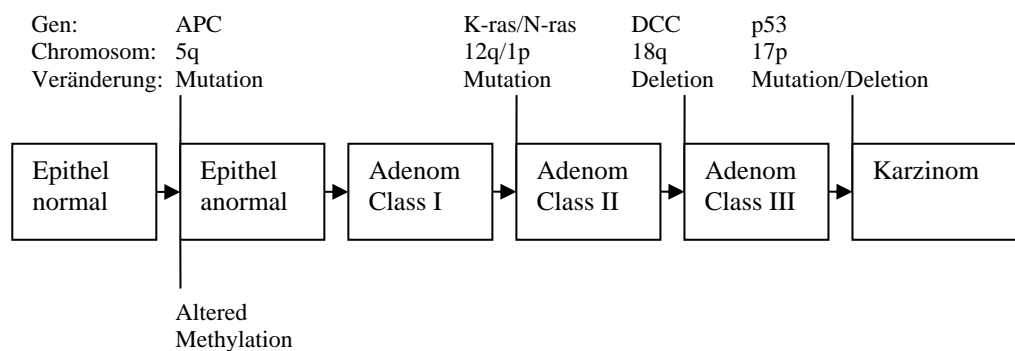 Gen: APC K-ras/N-ras DCC p53
Chromosom: 5q 12q/1p 18q 17p
Veränderung: Mutation Mutation Deletion Mutation/Deletion
Epithel normal
Epithel anormal
Adenom Class I
Adenom Class II
Adenom Class III
Karzinom
Altered
Methylation